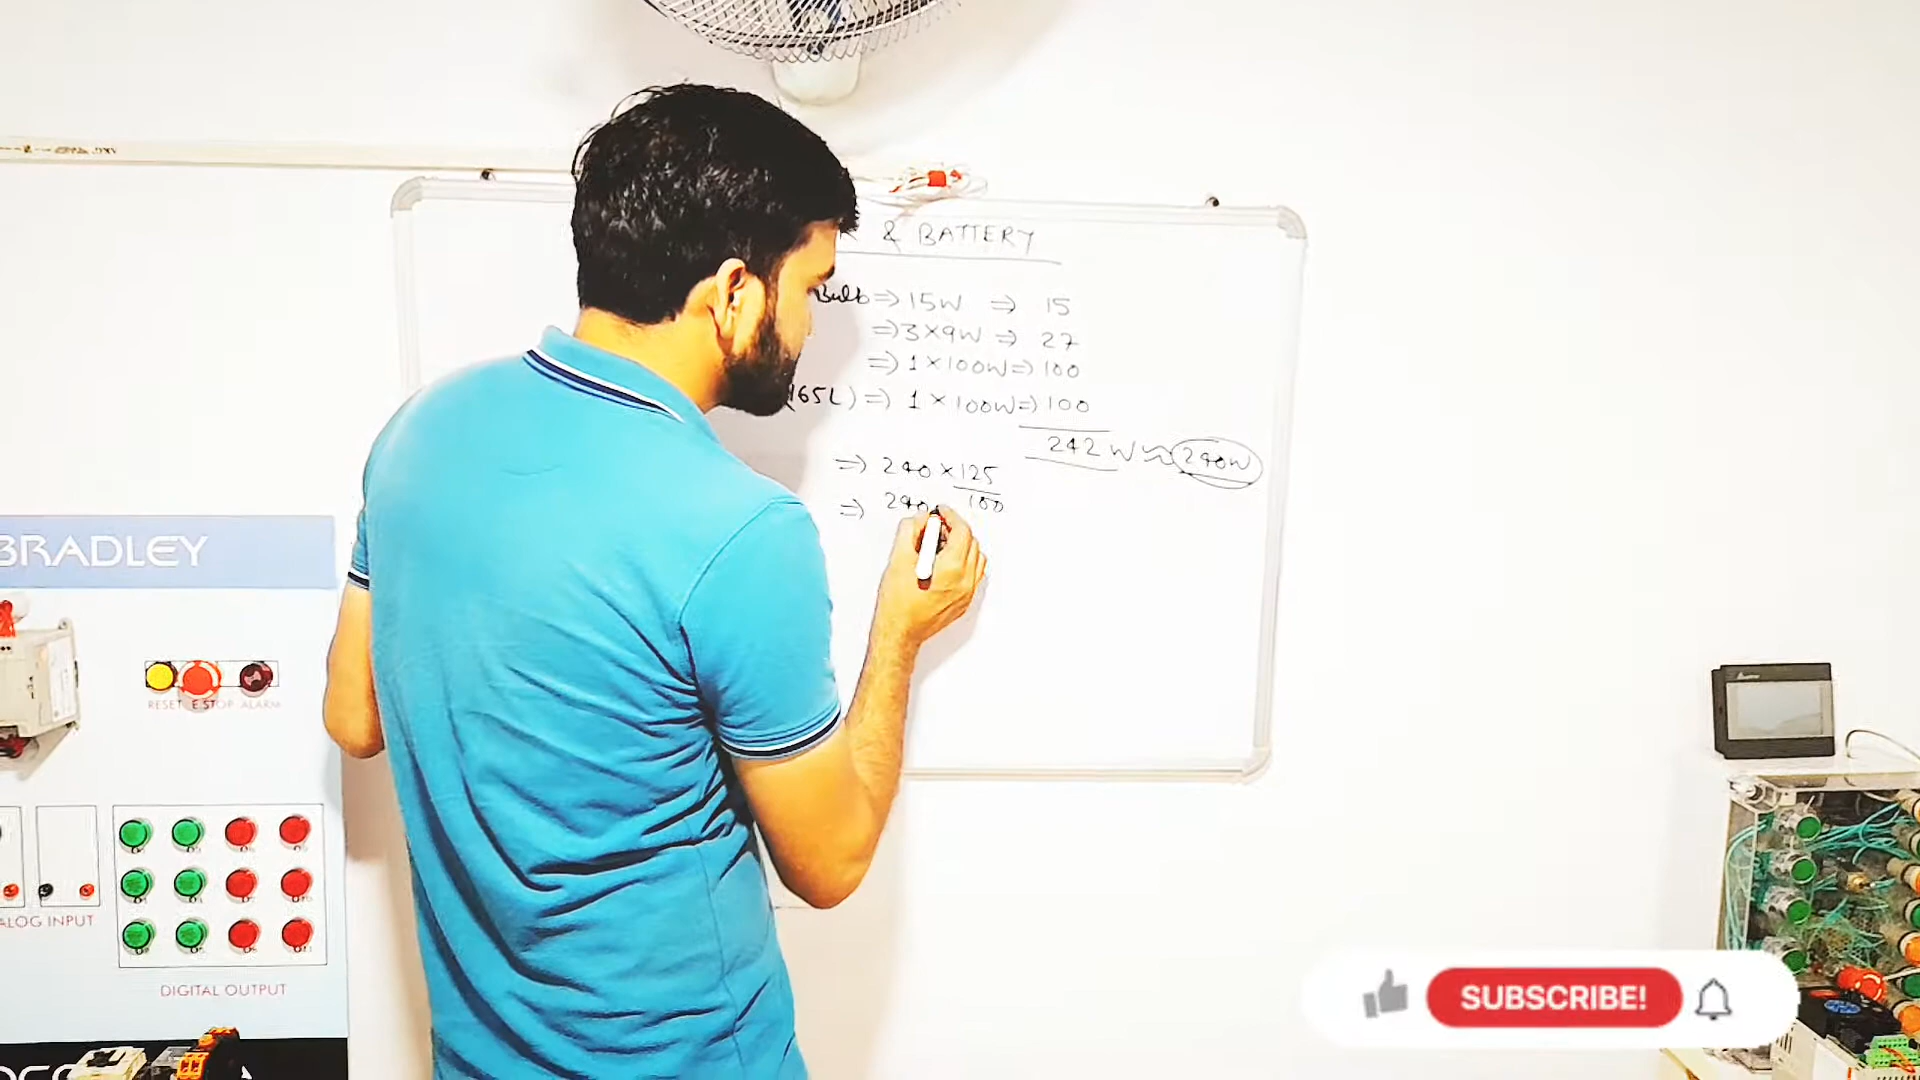 & BATTERY
Bulb => 15W => 15
=> 3×9W => 27
=> 1×100W => 100
(165L) => 1×100W => 100
242 W ≈ 240W
=> 240 × 125
100
=> 240
BRADLEY
RESET E STOP ALARM
ALOG INPUT
DIGITAL OUTPUT
SUBSCRIBE!